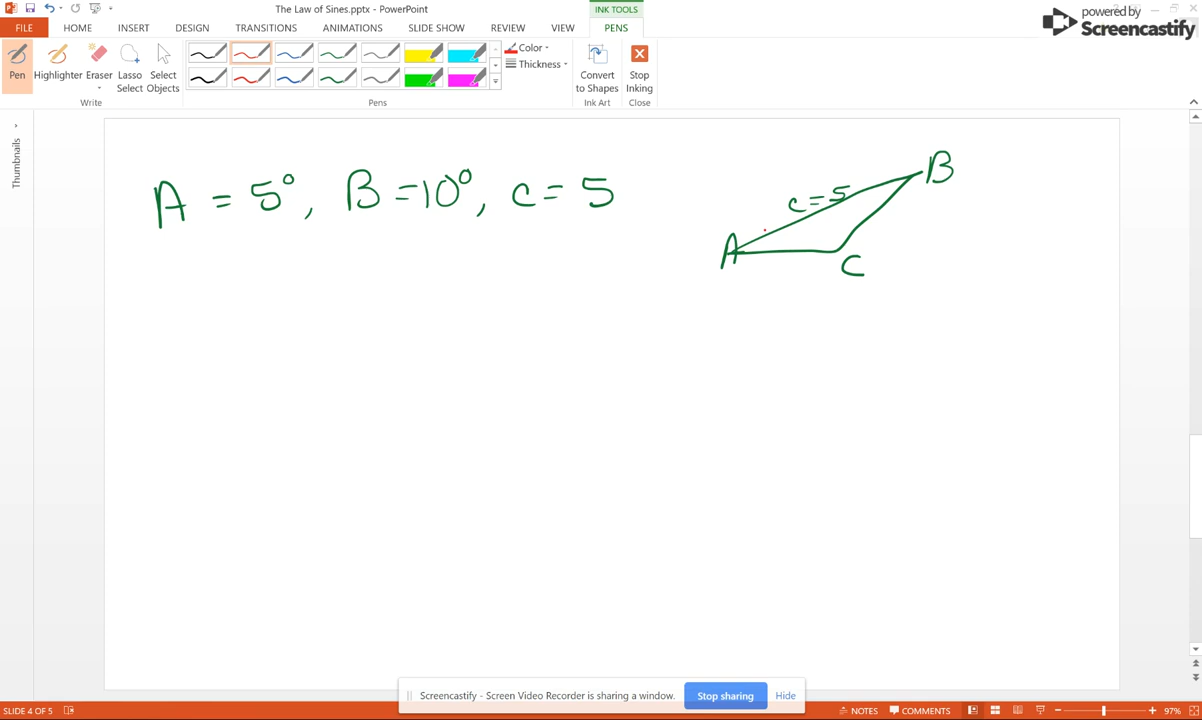 The Law of Sines.pptx - PowerPoint
INK TOOLS
FILE HOME INSERT DESIGN TRANSITIONS ANIMATIONS SLIDE SHOW REVIEW VIEW PENS
powered by
Screencastify
Pen Highlighter Eraser Lasso Select Select Objects
Color
Thickness
Convert to Shapes
Stop Inking
Write Pens Ink Art Close
Thumbnails
A = 5°, B = 10°, c = 5
B
c = 5
A
C
Screencastify - Screen Video Recorder is sharing a window. Stop sharing Hide
SLIDE 4 OF 5 NOTES COMMENTS 97%